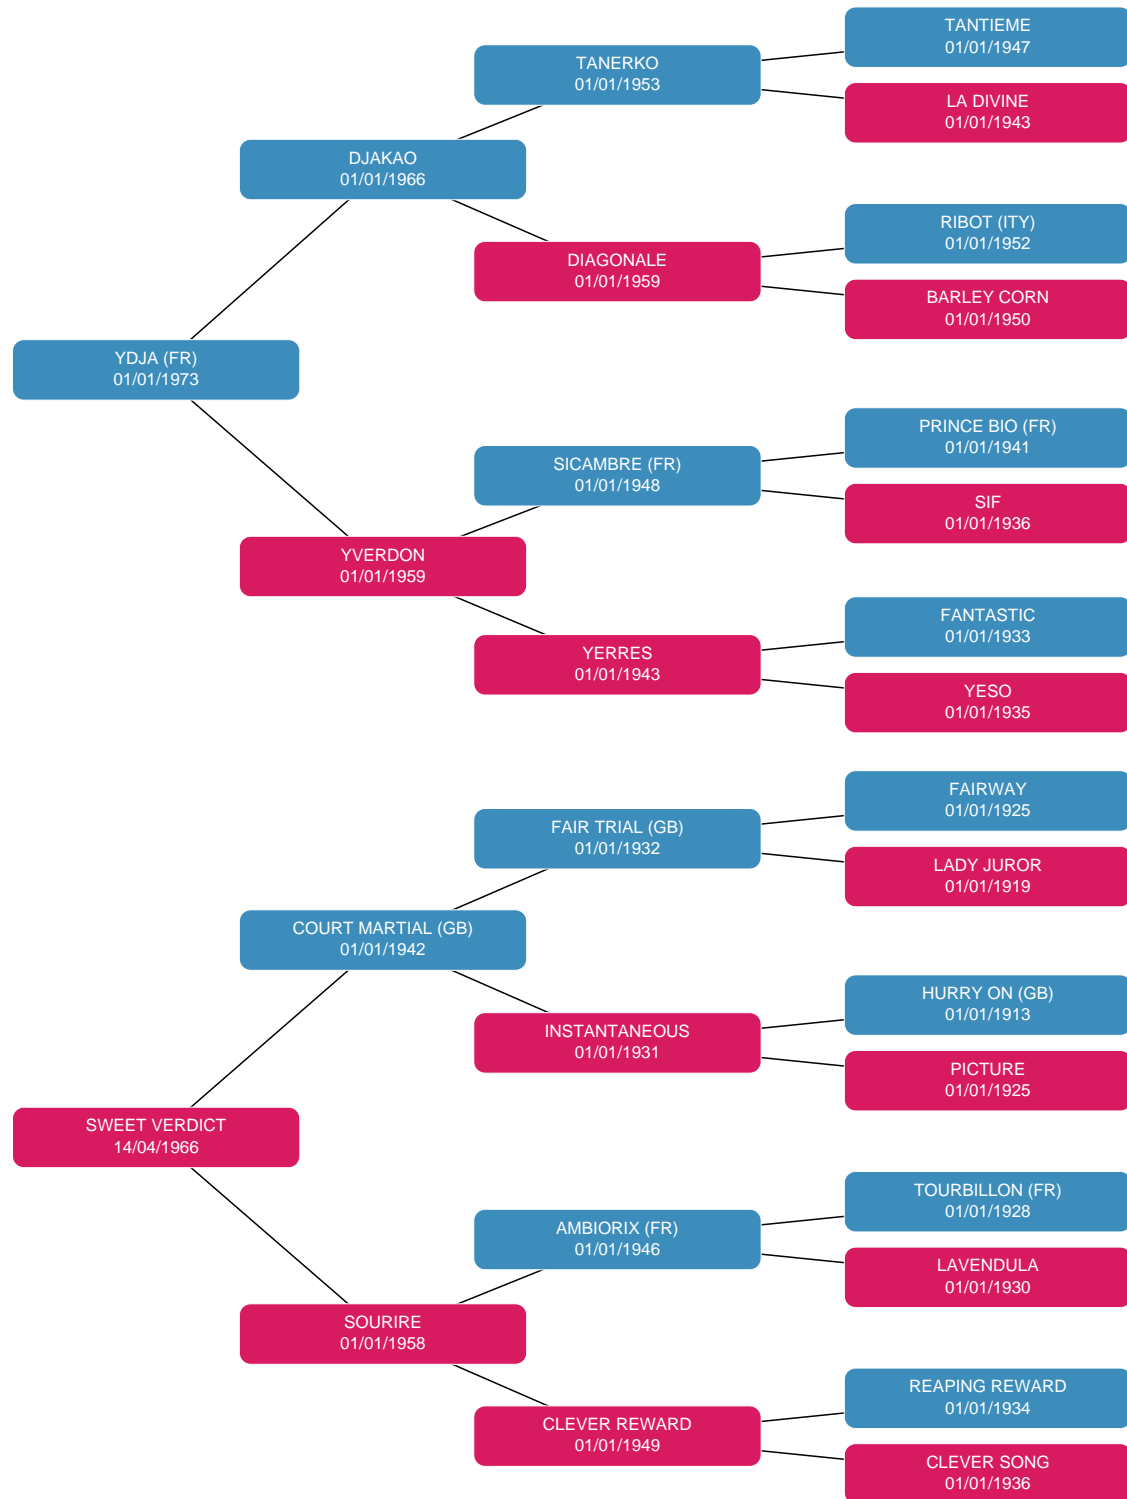 TANTIEME
01/01/1947
TANERKO
01/01/1953
LA DIVINE
01/01/1943
DJAKAO
01/01/1966
RIBOT (ITY)
01/01/1952
DIAGONALE
01/01/1959
BARLEY CORN
01/01/1950
YDJA (FR)
01/01/1973
PRINCE BIO (FR)
01/01/1941
SICAMBRE (FR)
01/01/1948
SIF
01/01/1936
YVERDON
01/01/1959
FANTASTIC
01/01/1933
YERRES
01/01/1943
YESO
01/01/1935
FAIRWAY
01/01/1925
FAIR TRIAL (GB)
01/01/1932
LADY JUROR
01/01/1919
COURT MARTIAL (GB)
01/01/1942
HURRY ON (GB)
01/01/1913
INSTANTANEOUS
01/01/1931
PICTURE
01/01/1925
SWEET VERDICT
14/04/1966
TOURBILLON (FR)
01/01/1928
AMBIORIX (FR)
01/01/1946
LAVENDULA
01/01/1930
SOURIRE
01/01/1958
REAPING REWARD
01/01/1934
CLEVER REWARD
01/01/1949
CLEVER SONG
01/01/1936